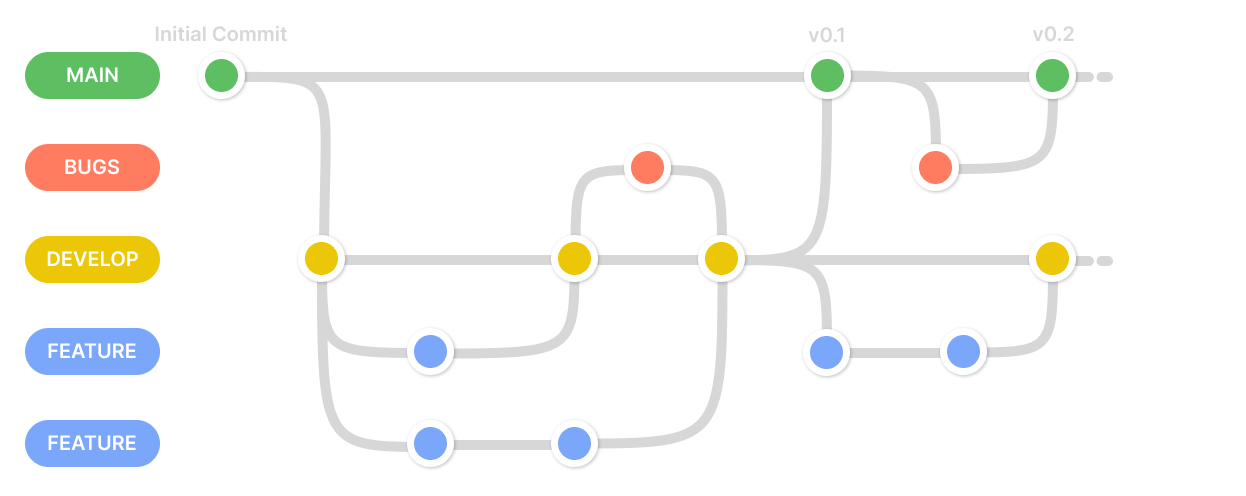 Initial Commit
v0.1
v0.2
MAIN
BUGS
DEVELOP
FEATURE
FEATURE